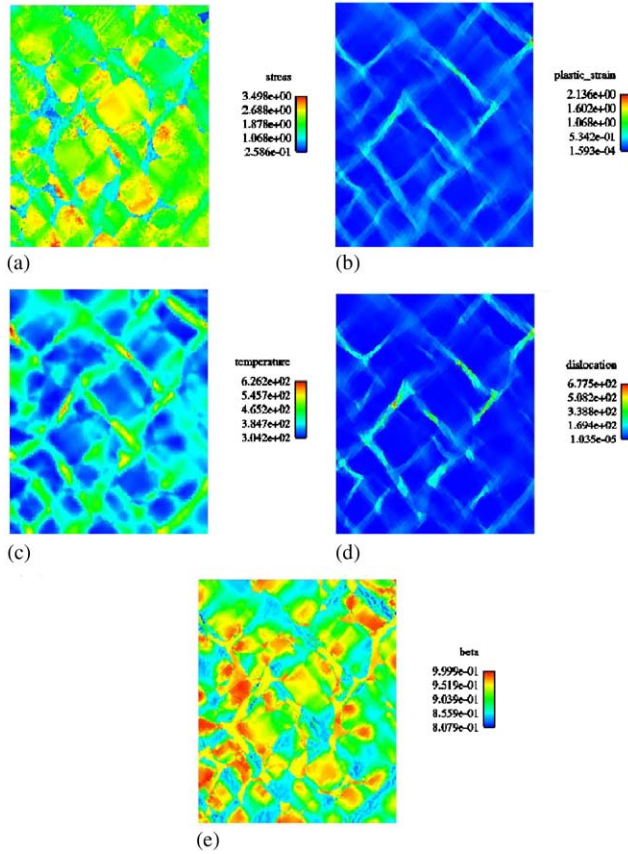 stress
3.498e+00
2.688e+00
1.878e+00
1.068e+00
2.586e-01
(a)
plastic_strain
2.136e+00
1.602e+00
1.068e+00
5.342e-01
1.593e-04
(b)
temperature
6.262e+02
5.457e+02
4.652e+02
3.847e+02
3.042e+02
(c)
dislocation
6.775e+02
5.082e+02
3.388e+02
1.694e+02
1.035e-05
(d)
beta
9.999e-01
9.519e-01
9.039e-01
8.559e-01
8.079e-01
(e)